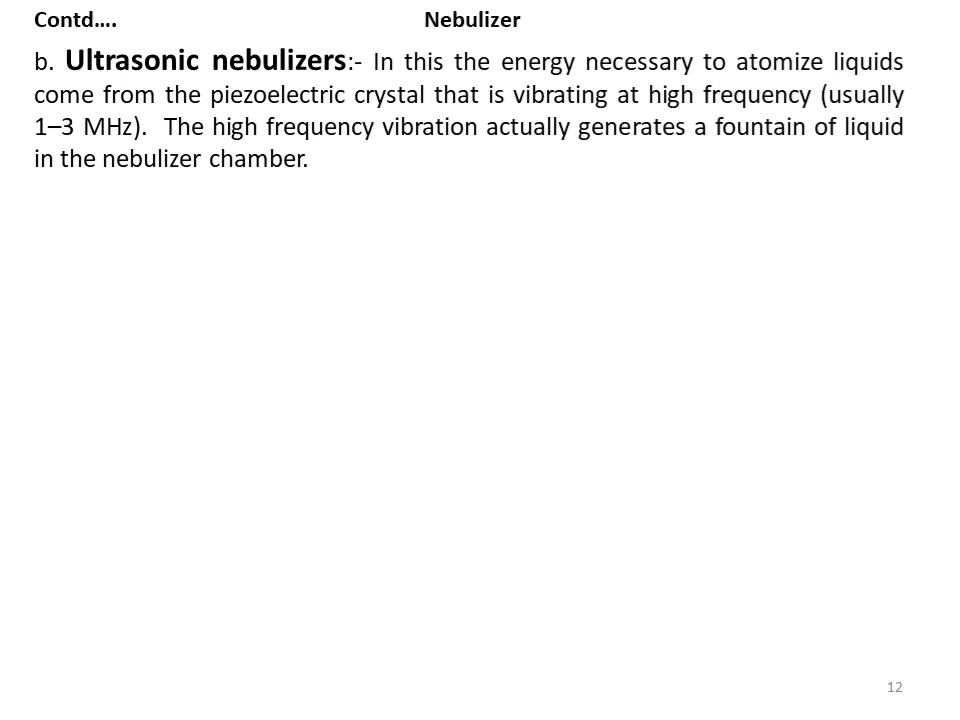 Contd…. Nebulizer
b. Ultrasonic nebulizers:- In this the energy necessary to atomize liquids
come from the piezoelectric crystal that is vibrating at high frequency (usually
1–3 MHz). The high frequency vibration actually generates a fountain of liquid
in the nebulizer chamber.
12